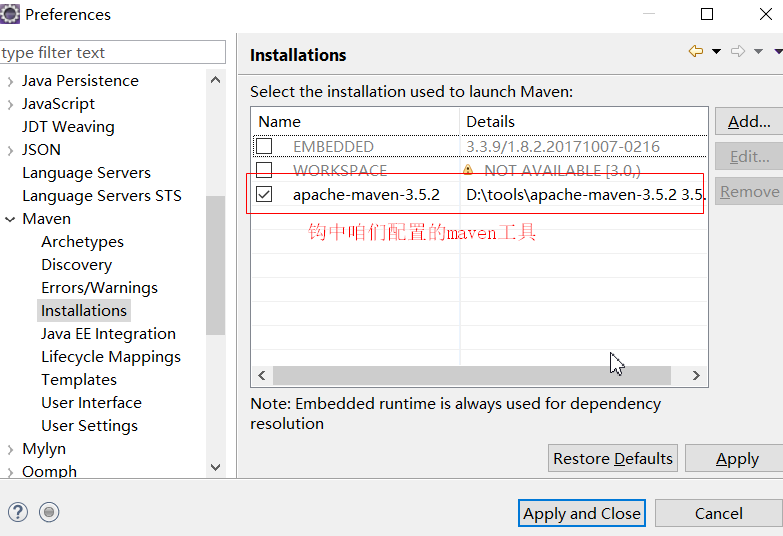 Preferences
type filter text
Java Persistence
JavaScript
JDT Weaving
JSON
Language Servers
Language Servers STS
Maven
Archetypes
Discovery
Errors/Warnings
Installations
Java EE Integration
Lifecycle Mappings
Templates
User Interface
User Settings
Mylyn
Oomph
Installations
Select the installation used to launch Maven:
Name Details
EMBEDDED 3.3.9/1.8.2.20171007-0216
WORKSPACE NOT AVAILABLE [3.0,)
apache-maven-3.5.2 D:\tools\apache-maven-3.5.2 3.5.
钩中咱们配置的maven工具
Add...
Edit...
Remove
Note: Embedded runtime is always used for dependency
resolution
Restore Defaults
Apply
Apply and Close
Cancel